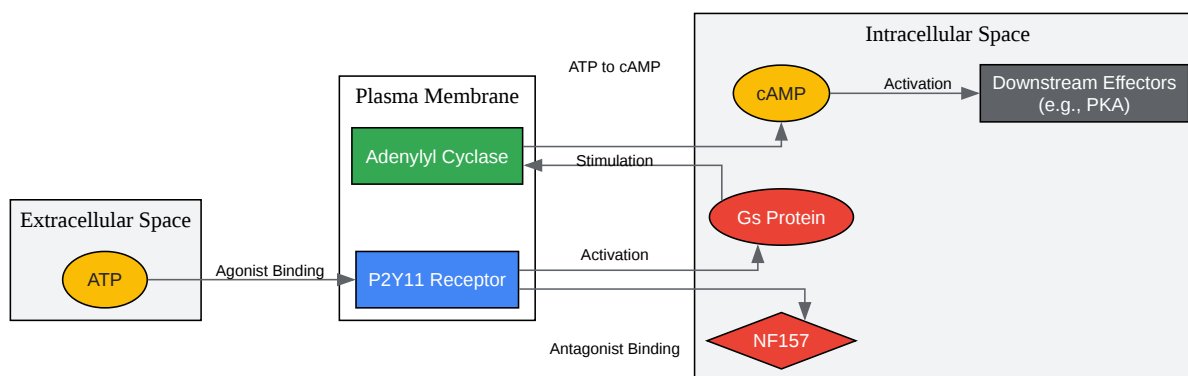 Extracellular Space
ATP
Agonist Binding
Plasma Membrane
Adenylyl Cyclase
P2Y11 Receptor
ATP to cAMP
Stimulation
Activation
Antagonist Binding
Intracellular Space
cAMP
Activation
Downstream Effectors
(e.g., PKA)
Gs Protein
NF157